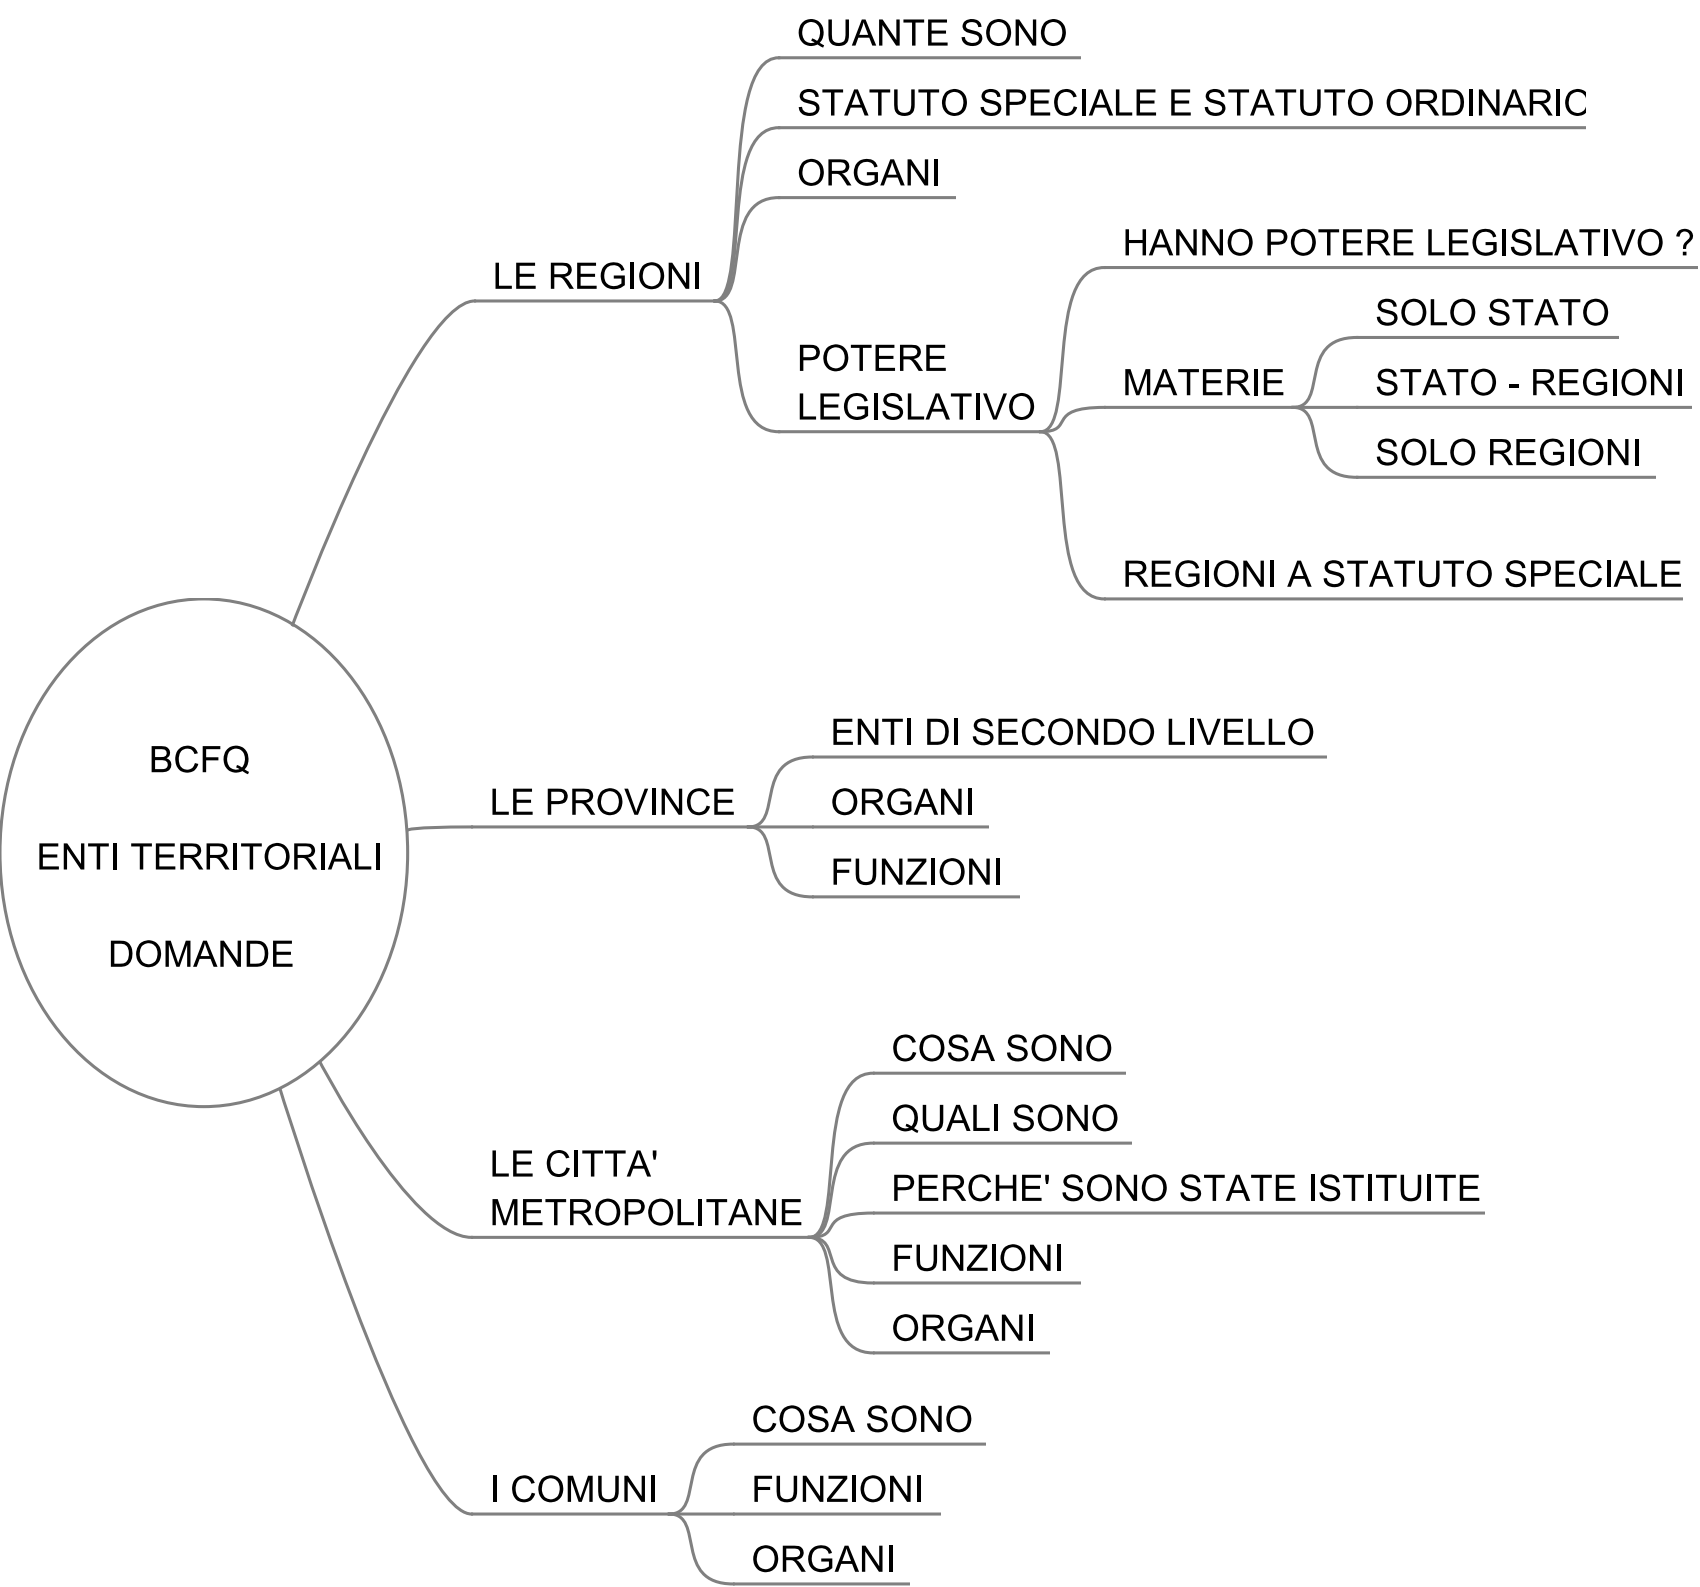 QUANTE SONO
STATUTO SPECIALE E STATUTO ORDINARIO
ORGANI
LE REGIONI
HANNO POTERE LEGISLATIVO ?
SOLO STATO
POTERE
LEGISLATIVO
MATERIE
STATO - REGIONI
SOLO REGIONI
REGIONI A STATUTO SPECIALE
BCFQ
ENTI TERRITORIALI
DOMANDE
LE PROVINCE
ENTI DI SECONDO LIVELLO
ORGANI
FUNZIONI
LE CITTA'
METROPOLITANE
COSA SONO
QUALI SONO
PERCHE' SONO STATE ISTITUITE
FUNZIONI
ORGANI
I COMUNI
COSA SONO
FUNZIONI
ORGANI